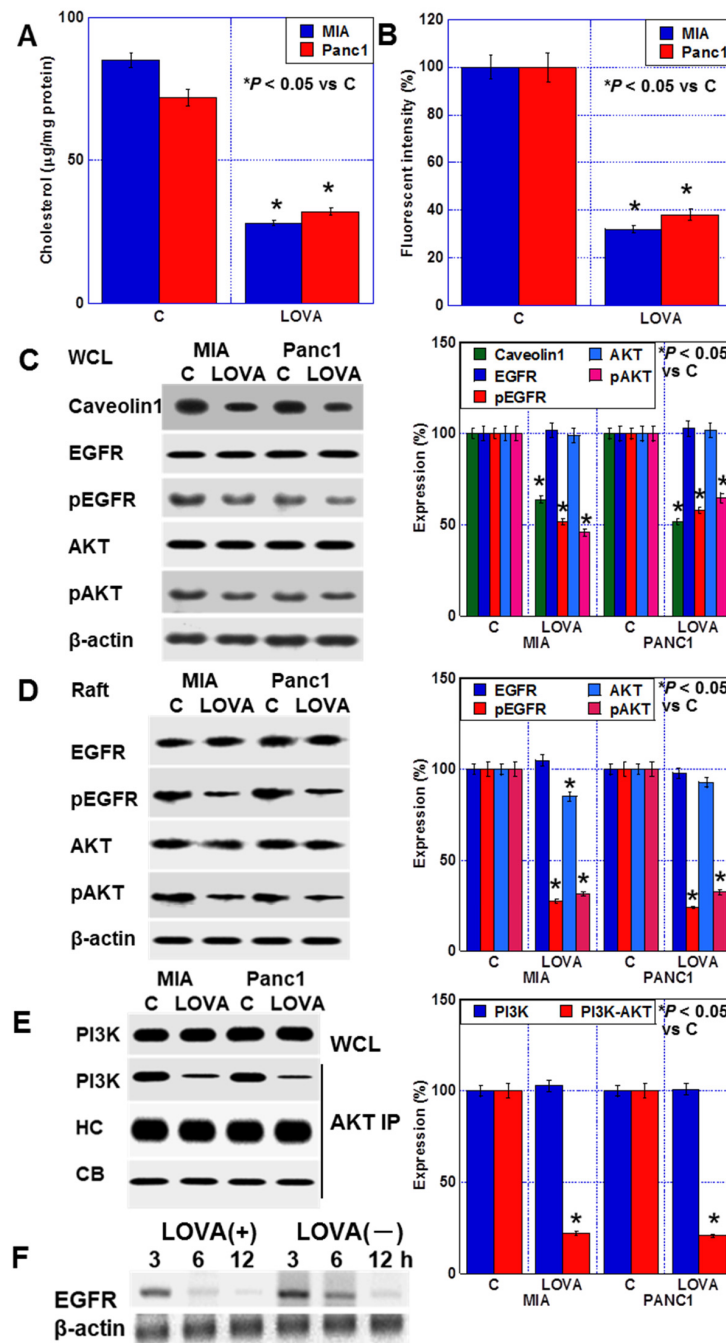 A
100
50
0
Cholesterol (μg/mg protein)
MIA
Panc1
*P < 0.05 vs C
*
*
C
LOVA
B
120
100
80
60
40
20
0
Fluorescent intensity (%)
MIA
Panc1
*P < 0.05 vs C
*
*
C
LOVA
C
WCL
MIA
Panc1
C LOVA C LOVA
Caveolin1
EGFR
pEGFR
AKT
pAKT
β-actin
150
100
50
0
Expression (%)
Caveolin1
AKT
EGFR
pAKT
pEGFR
*P < 0.05
vs C
* * * * * *
C LOVA C LOVA
MIA PANC1
D
Raft
MIA
Panc1
C LOVA C LOVA
EGFR
pEGFR
AKT
pAKT
β-actin
150
100
50
0
Expression (%)
EGFR
AKT
pEGFR
pAKT
*P < 0.05
vs C
* * * * *
C LOVA C LOVA
MIA PANC1
E
MIA
Panc1
C LOVA C LOVA
PI3K
WCL
PI3K
HC
AKT IP
CB
150
100
50
0
Expression (%)
PI3K
PI3K-AKT
*P < 0.05
vs C
* *
C LOVA C LOVA
MIA PANC1
F
LOVA(+) LOVA(—)
3 6 12 3 6 12 h
EGFR
β-actin